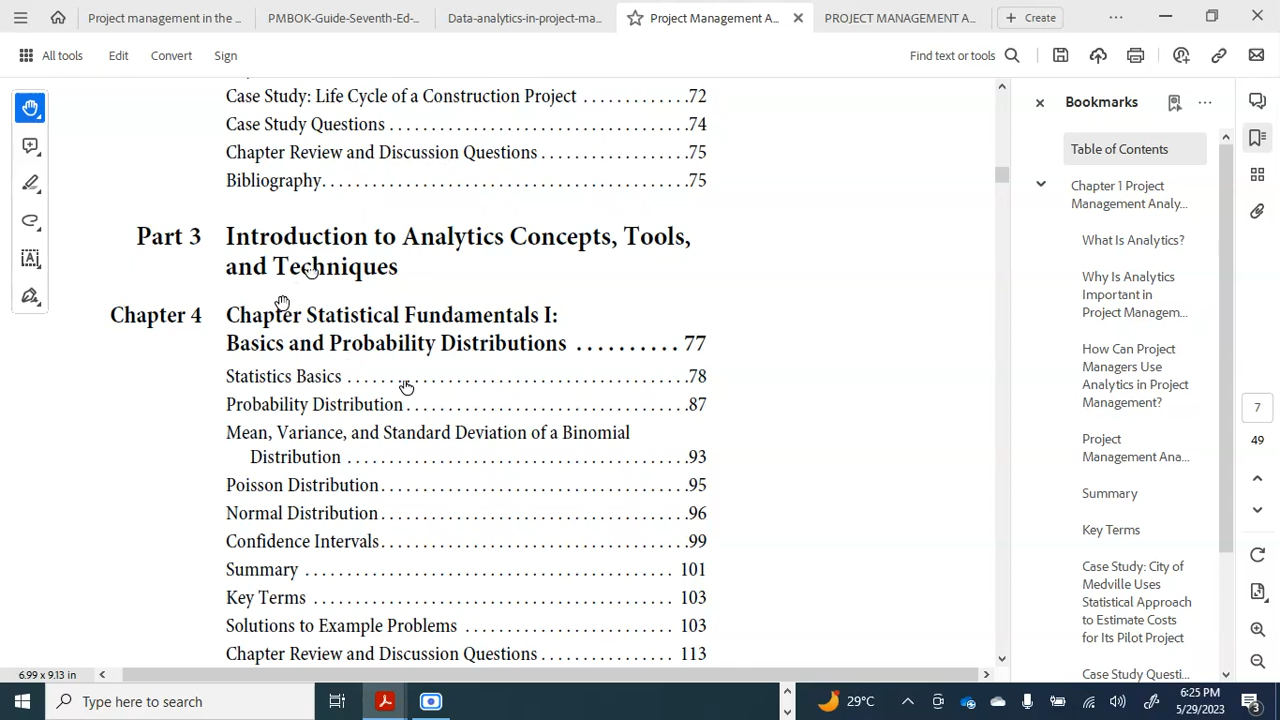 Project management in the ...
PMBOK-Guide-Seventh-Ed-...
Data-analytics-in-project-ma...
Project Management A...
PROJECT MANAGEMENT A...
Create
All tools
Edit
Convert
Sign
Find text or tools
Case Study: Life Cycle of a Construction Project .............72
Case Study Questions ................................74
Chapter Review and Discussion Questions ................75
Bibliography.......................................75
Part 3 Introduction to Analytics Concepts, Tools,
and Techniques
Chapter 4 Chapter Statistical Fundamentals I:
Basics and Probability Distributions .......... 77
Statistics Basics .....................................78
Probability Distribution ..............................87
Mean, Variance, and Standard Deviation of a Binomial
Distribution .....................................93
Poisson Distribution.................................95
Normal Distribution.................................96
Confidence Intervals.................................99
Summary ........................................ 101
Key Terms ....................................... 103
Solutions to Example Problems ....................... 103
Chapter Review and Discussion Questions .............. 113
6.99 x 9.13 in
Bookmarks
Table of Contents
Chapter 1 Project
Management Analy...
What Is Analytics?
Why Is Analytics
Important in
Project Managem...
How Can Project
Managers Use
Analytics in Project
Management?
Project
Management Ana...
Summary
Key Terms
Case Study: City of
Medville Uses
Statistical Approach
to Estimate Costs
for Its Pilot Project
Case Study Questi...
7
49
Type here to search
29°C
6:25 PM
5/29/2023
3